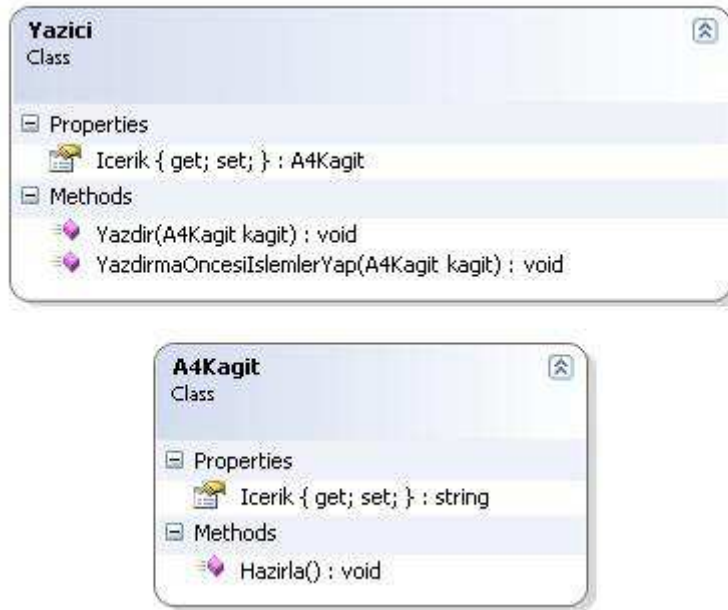 Yazici
Class
Properties
Icerik { get; set; } : A4Kagit
Methods
Yazdir(A4Kagit kagit) : void
YazdirmaOncesiIslemlerYap(A4Kagit kagit) : void
A4Kagit
Class
Properties
Icerik { get; set; } : string
Methods
Hazirla() : void